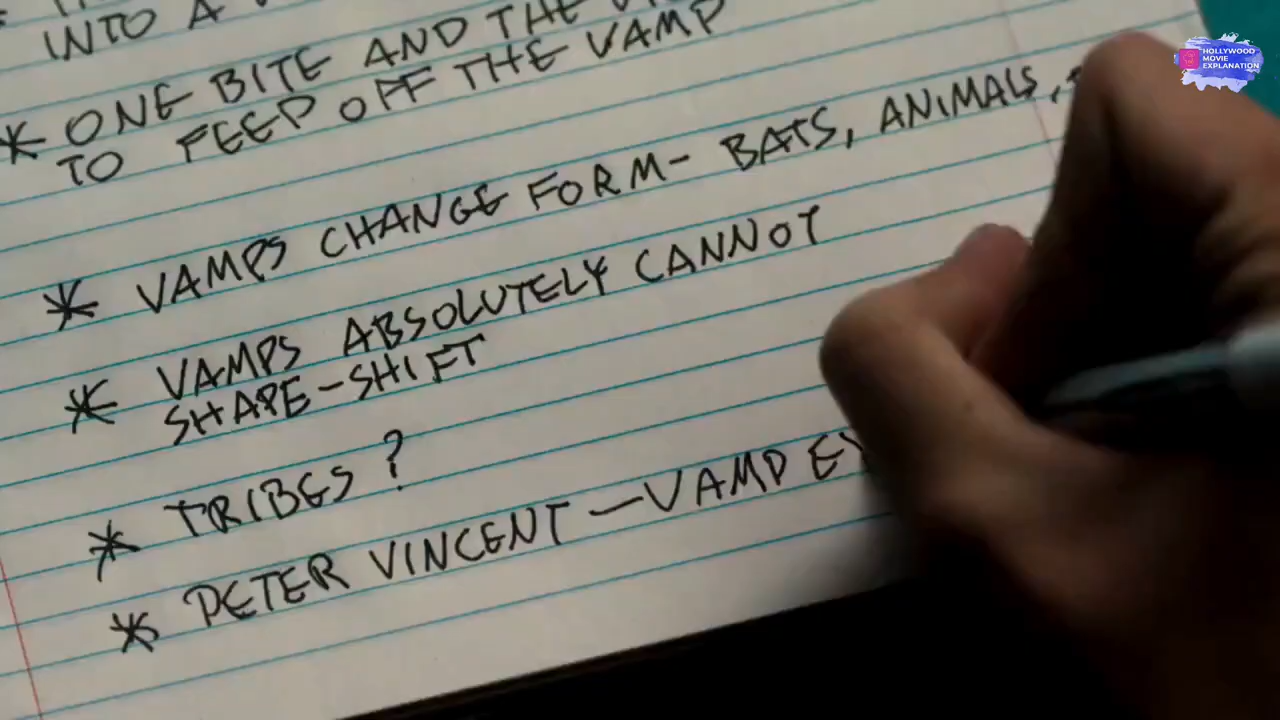 INTO A
* ONE BITE AND THE
TO FEED OFF THE VAMP
* VAMPS CHANGE FORM- BATS, ANIMALS,
* VAMPS ABSOLUTELY CANNOT
SHAPE-SHIFT
* TRIBES ?
* PETER VINCENT -VAMP
HOLLYWOOD
MOVIE
EXPLANATION